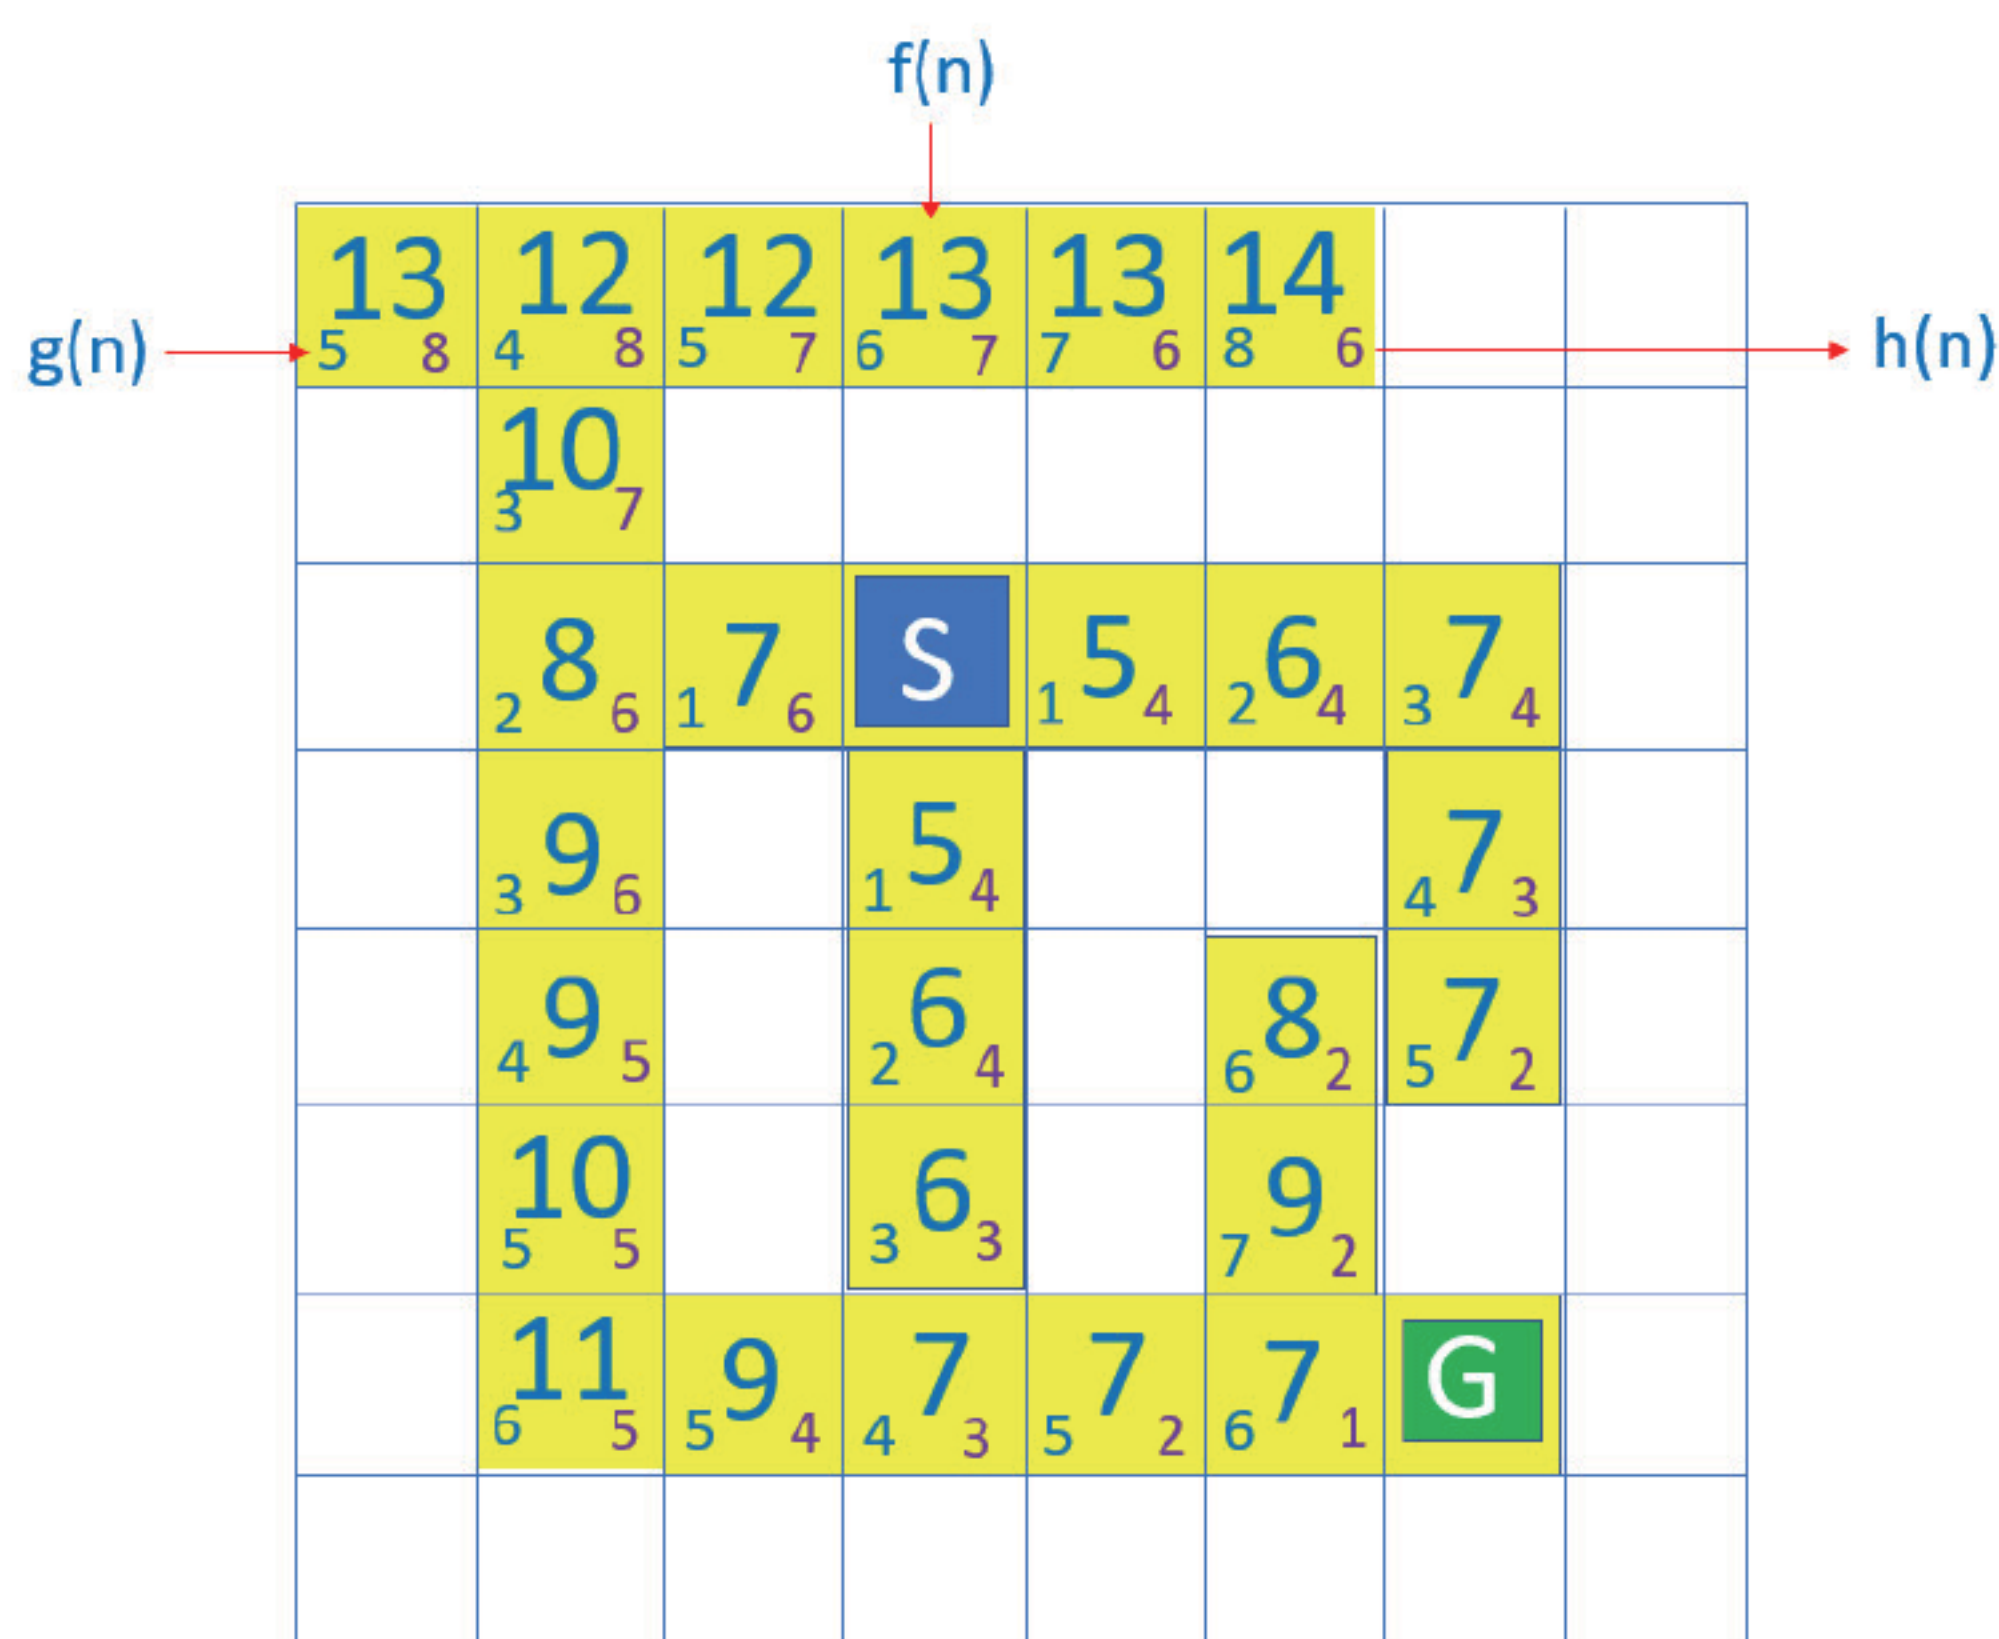 f(n)
13 12 12 13 13 14
g(n) 5 8 4 8 5 7 6 7 7 6 8 6 h(n)
10
3 7
8 7 S 5 6 7
2 6 1 6 1 4 2 4 3 4
9 5 7
3 6 1 4 4 3
9 6 8 7
4 5 2 4 6 2 5 2
10 6 9
5 5 3 3 7 2
11 9 7 7 7 G
6 5 5 4 4 3 5 2 6 1